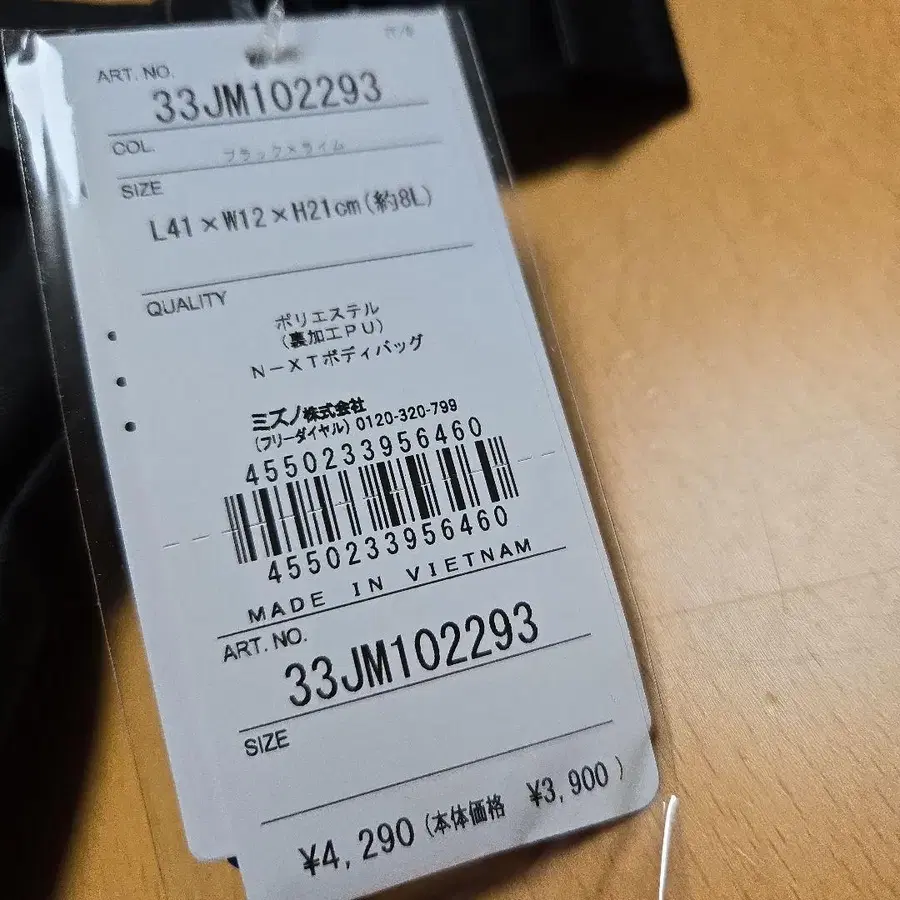 ART. NO.
33JM102293
COL.
ブラック×ライム
SIZE
L41×W12×H21cm(約8L)
QUALITY
ポリエステル
(裏加工PU)
N－XTボディバッグ
ミズノ株式会社
(フリーダイヤル) 0120-320-799
4550233956460
4550233956460
MADE IN VIETNAM
ART. NO.
33JM102293
SIZE
¥4,290 (本体価格 ¥3,900 )